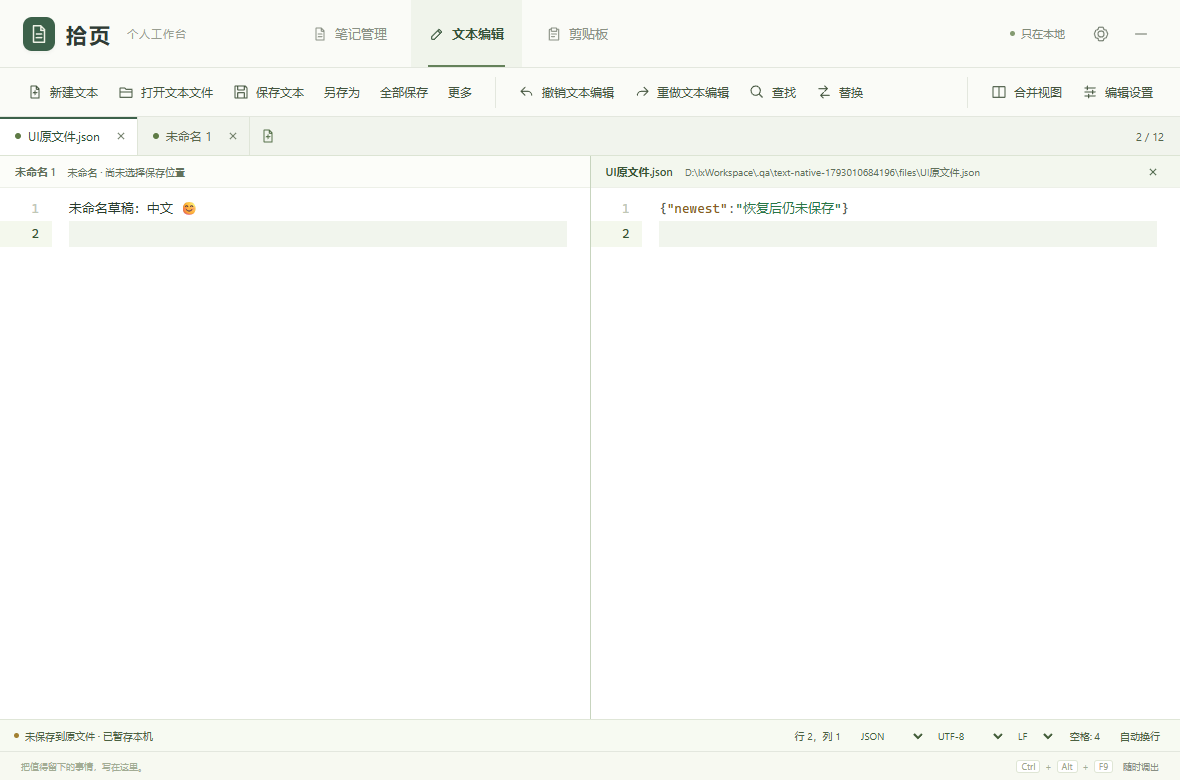 拾页 个人工作台 笔记管理 文本编辑 剪贴板 只在本地
新建文本 打开文本文件 保存文本 另存为 全部保存 更多 撤销文本编辑 重做文本编辑 查找 替换 合并视图 编辑设置
UI原文件.json × 未命名 1 × 2 / 12
未命名 1 未命名 · 尚未选择保存位置
1 未命名草稿：中文 😊
2
UI原文件.json D:\lxWorkspace\.qa\text-native-1793010684196\files\UI原文件.json ×
1 {"newest":"恢复后仍未保存"}
2
未保存到原文件 · 已暂存本机 行 2，列 1 JSON UTF-8 LF 空格: 4 自动换行
把值得留下的事情，写在这里。 Ctrl + Alt + F9 随时调出